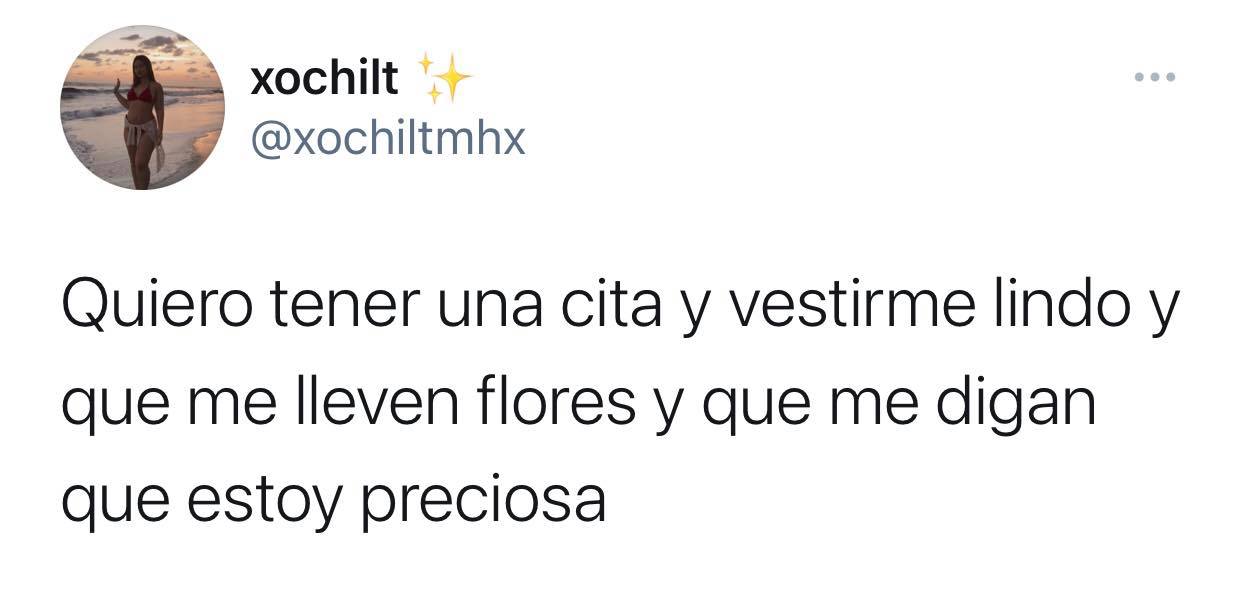 xochilt ✨
@xochiltmhx
Quiero tener una cita y vestirme lindo y
que me lleven flores y que me digan
que estoy preciosa